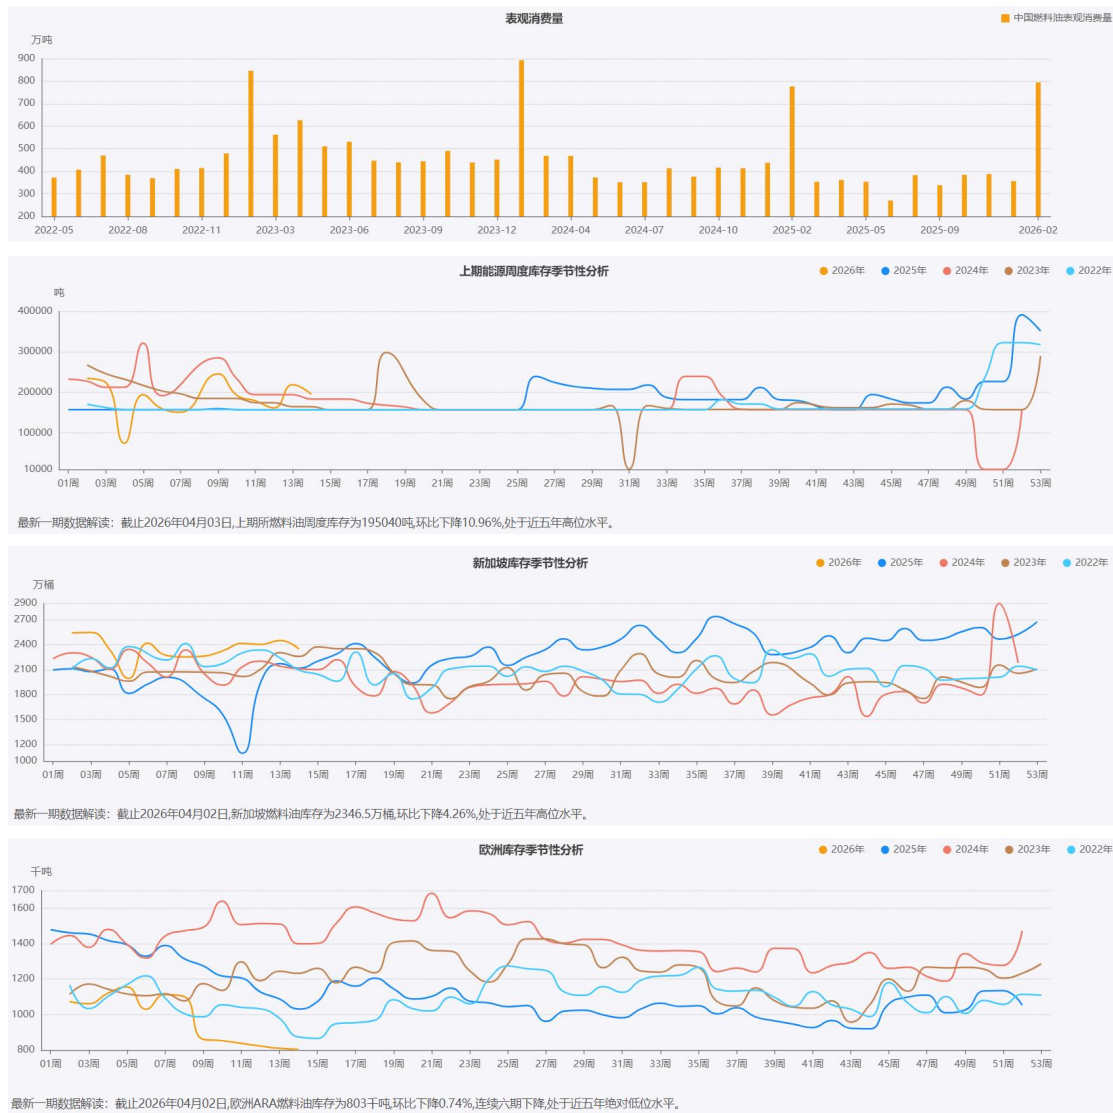 表观消费量
中国燃料油表观消费量
万吨
900
800
700
600
500
400
300
200
2022-05 2022-08 2022-11 2023-03 2023-06 2023-09 2023-12 2024-04 2024-07 2024-10 2025-02 2025-05 2025-09 2026-02
上期能源周度库存季节性分析
2026年 2025年 2024年 2023年 2022年
吨
400000
300000
200000
100000
10000
01周 03周 05周 07周 09周 11周 13周 15周 17周 19周 21周 23周 25周 27周 29周 31周 33周 35周 37周 39周 41周 43周 45周 47周 49周 51周 53周
最新一期数据解读：截止2026年04月03日,上期所燃料油周度库存为195040吨,环比下降10.96%,处于近五年高位水平。
新加坡库存季节性分析
2026年 2025年 2024年 2023年 2022年
万桶
2900
2700
2400
2100
1800
1500
1200
1000
01周 03周 05周 07周 09周 11周 13周 15周 17周 19周 21周 23周 25周 27周 29周 31周 33周 35周 37周 39周 41周 43周 45周 47周 49周 51周 53周
最新一期数据解读：截止2026年04月02日,新加坡燃料油库存为2346.5万桶,环比下降4.26%,处于近五年高位水平。
欧洲库存季节性分析
2026年 2025年 2024年 2023年 2022年
千吨
1700
1600
1400
1200
1000
800
01周 03周 05周 07周 09周 11周 13周 15周 17周 19周 21周 23周 25周 27周 29周 31周 33周 35周 37周 39周 41周 43周 45周 47周 49周 51周 53周
最新一期数据解读：截止2026年04月02日,欧洲ARA燃料油库存为803千吨,环比下降0.74%,连续六期下降,处于近五年绝对低位水平。